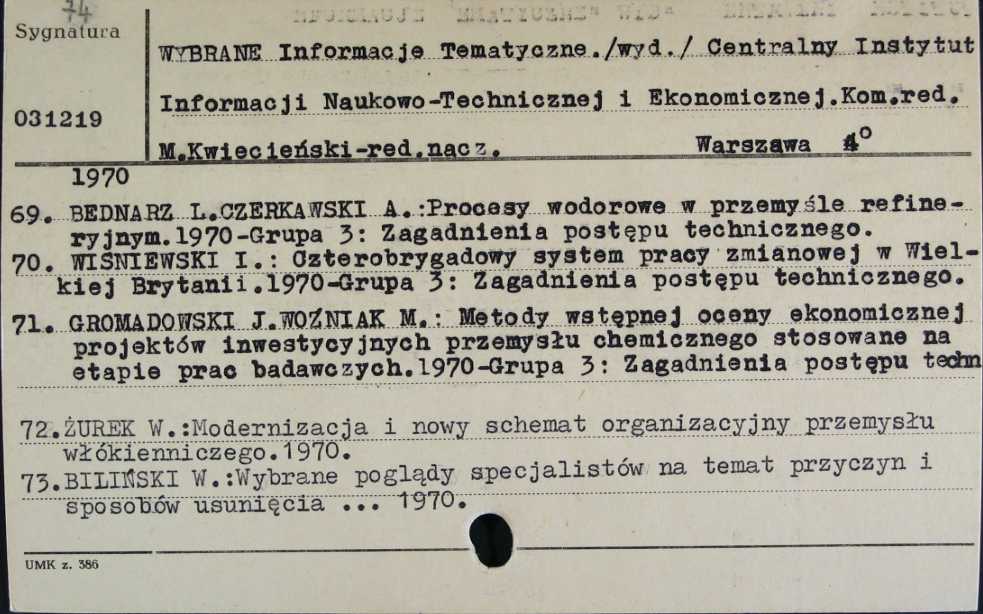 74
Sygnatura
WYBRANE Informacje Tematyczne./wyd./ Centralny Instytut
Informacji Naukowo-Technicznej i Ekonomicznej.Kom.red.
031219
M.Kwiecieński-red.nacz. Warszawa 4°
1970
69. BEDNARZ L.CZERKAWSKI A.:Procesy wodorowe w przemyśle refine-
ryjnym.1970-Grupa 3: Zagadnienia postępu technicznego.
70. WIŚNIEWSKI I.: Czterobrygadowy system pracy zmianowej w Wiel-
kiej Brytanii.1970-Grupa 3: Zagadnienia postępu technicznego.
71. GROMADOWSKI J.WOŹNIAK M.: Metody wstępnej oceny ekonomicznej
projektów inwestycyjnych przemysłu chemicznego stosowane na
etapie prac badawczych.1970-Grupa 3: Zagadnienia postępu techn
72.ŻUREK W.:Modernizacja i nowy schemat organizacyjny przemysłu
włókienniczego.1970.
73.BILIŃSKI W.:Wybrane poglądy specjalistów na temat przyczyn i
sposobów usunięcia ... 1970.
UMK z. 386